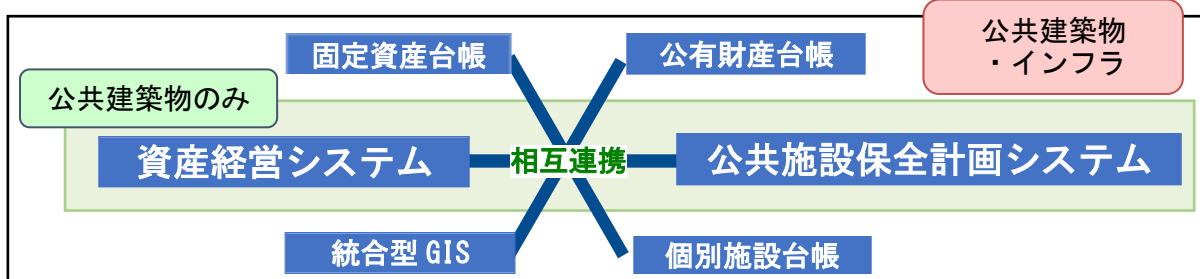 固定資産台帳
公有財産台帳
公共建築物
・インフラ
公共建築物のみ
資産経営システム
相互連携
公共施設保全計画システム
統合型 GIS
個別施設台帳